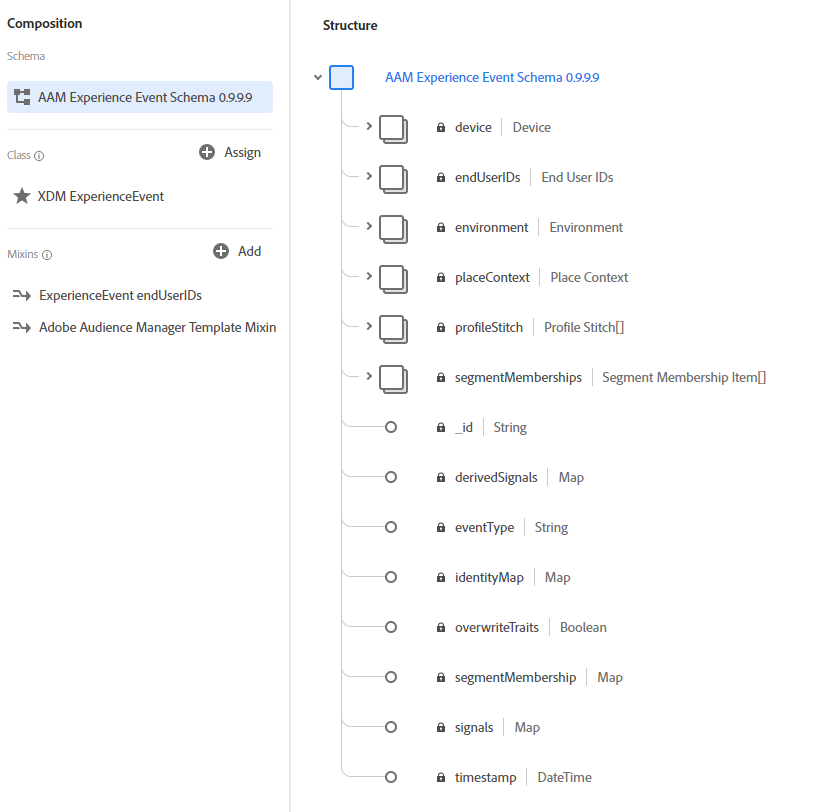 Composition
Schema
AAM Experience Event Schema 0.9.9.9
Class
Assign
XDM ExperienceEvent
Mixins
Add
ExperienceEvent endUserIDs
Adobe Audience Manager Template Mixin
Structure
AAM Experience Event Schema 0.9.9.9
device | Device
endUserIDs | End User IDs
environment | Environment
placeContext | Place Context
profileStitch | Profile Stitch[]
segmentMemberships | Segment Membership Item[]
_id | String
derivedSignals | Map
eventType | String
identityMap | Map
overwriteTraits | Boolean
segmentMembership | Map
signals | Map
timestamp | DateTime